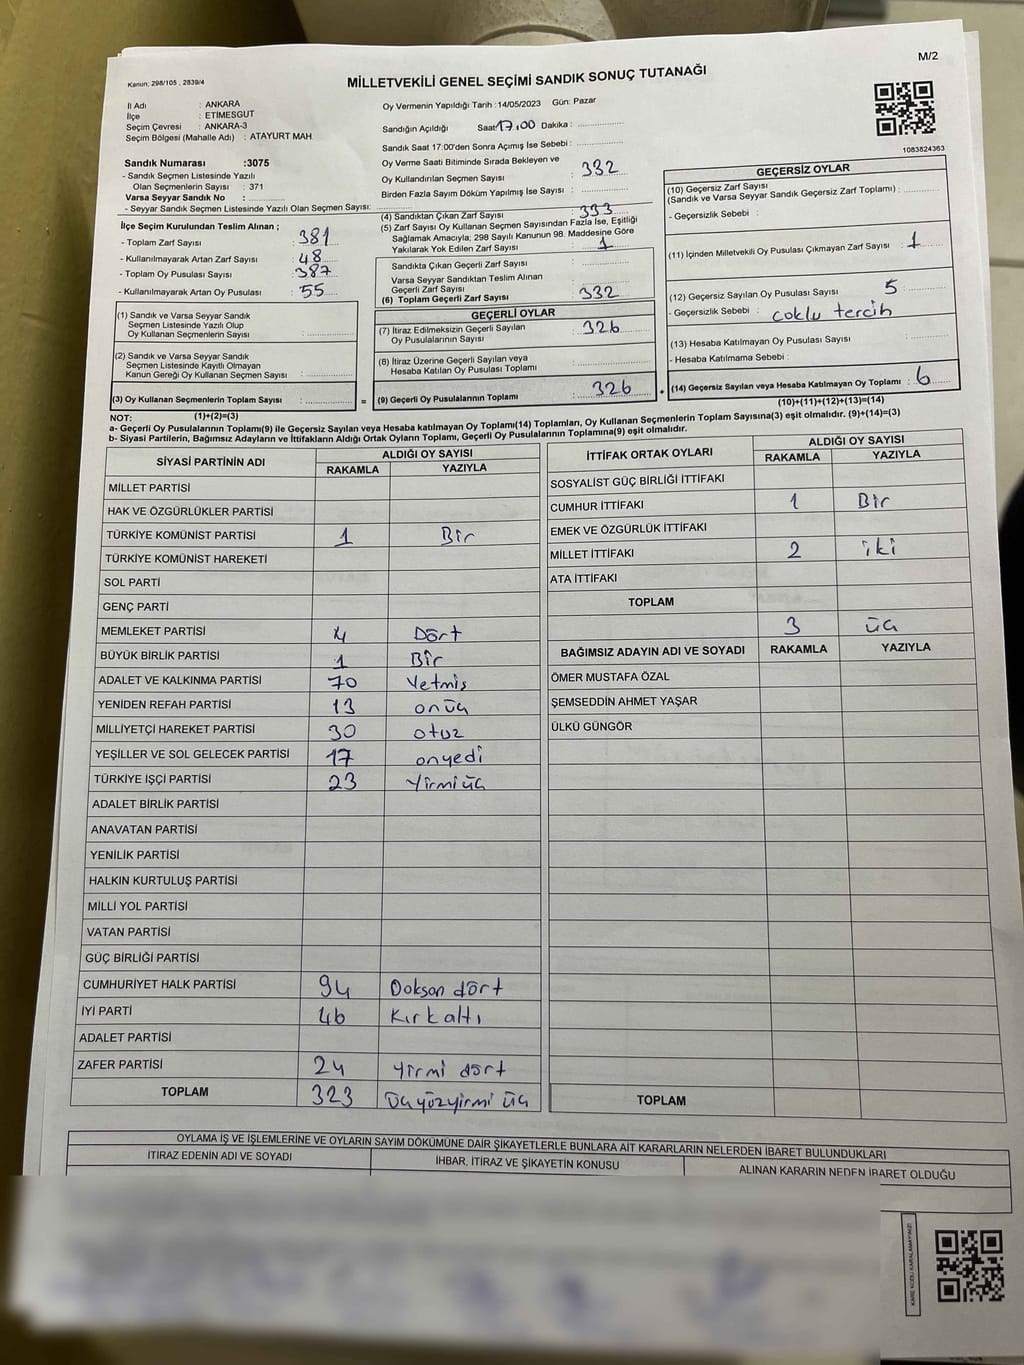 M/2
Kanun: 298/105 , 2839/4
MİLLETVEKİLİ GENEL SEÇİMİ SANDIK SONUÇ TUTANAĞI
İl Adı : ANKARA
İlçe : ETİMESGUT
Seçim Çevresi : ANKARA-3
Seçim Bölgesi (Mahalle Adı) : ATAYURT MAH
Sandık Numarası :3075
- Sandık Seçmen Listesinde Yazılı
Olan Seçmenlerin Sayısı : 371
Varsa Seyyar Sandık No :
- Seyyar Sandık Seçmen Listesinde Yazılı Olan Seçmen Sayısı:
İlçe Seçim Kurulundan Teslim Alınan ;
- Toplam Zarf Sayısı : 381
- Kullanılmayarak Artan Zarf Sayısı : 48
- Toplam Oy Pusulası Sayısı : 387
- Kullanılmayarak Artan Oy Pusulası : 55
Oy Vermenin Yapıldığı Tarih :14/05/2023 Gün: Pazar
Sandığın Açıldığı Saat 17,00 Dakika :
Sandık Saat 17:00'den Sonra Açımış İse Sebebi :
Oy Verme Saati Bitiminde Sırada Bekleyen ve
Oy Kullandırılan Seçmen Sayısı : 332
Birden Fazla Sayım Döküm Yapılmış İse Sayısı :
(4) Sandıktan Çıkan Zarf Sayısı : 333
(5) Zarf Sayısı Oy Kullanan Seçmen Sayısından Fazla İse, Eşitliği
Sağlamak Amacıyla; 298 Sayılı Kanunun 98. Maddesine Göre
Yakılarak Yok Edilen Zarf Sayısı : 1
Sandıkta Çıkan Geçerli Zarf Sayısı :
Varsa Seyyar Sandıktan Teslim Alınan
Geçerli Zarf Sayısı :
(6) Toplam Geçerli Zarf Sayısı : 332
1083824363
GEÇERSİZ OYLAR
(10) Geçersiz Zarf Sayısı
(Sandık ve Varsa Seyyar Sandık Geçersiz Zarf Toplamı) :
- Geçersizlik Sebebi :
(11) İçinden Milletvekili Oy Pusulası Çıkmayan Zarf Sayısı : 1
(12) Geçersiz Sayılan Oy Pusulası Sayısı : 5
- Geçersizlik Sebebi : coklu tercih
(13) Hesaba Katılmayan Oy Pusulası Sayısı :
- Hesaba Katılmama Sebebi :
(14) Geçersiz Sayılan veya Hesaba Katılmayan Oy Toplamı : 6
(10)+(11)+(12)+(13)=(14)
(1) Sandık ve Varsa Seyyar Sandık
Seçmen Listesinde Yazılı Olup
Oy Kullanan Seçmenlerin Sayısı :
(2) Sandık ve Varsa Seyyar Sandık
Seçmen Listesinde Kayıtlı Olmayan
Kanun Gereği Oy Kullanan Seçmen Sayısı :
(3) Oy Kullanan Seçmenlerin Toplam Sayısı :
(1)+(2)=(3)
GEÇERLİ OYLAR
(7) İtiraz Edilmeksizin Geçerli Sayılan
Oy Pusulalarının Sayısı : 326
(8) İtiraz Üzerine Geçerli Sayılan veya
Hesaba Katılan Oy Pusulası Toplamı :
= (9) Geçerli Oy Pusulalarının Toplamı : 326 +
NOT:
a- Geçerli Oy Pusulalarının Toplamı(9) ile Geçersiz Sayılan veya Hesaba katılmayan Oy Toplamı(14) Toplamları, Oy Kullanan Seçmenlerin Toplam Sayısına(3) eşit olmalıdır. (9)+(14)=(3)
b- Siyasi Partilerin, Bağımsız Adayların ve İttifakların Aldığı Ortak Oyların Toplamı, Geçerli Oy Pusulalarının Toplamına(9) eşit olmalıdır.
SİYASİ PARTİNİN ADI ALDIĞI OY SAYISI
RAKAMLA YAZIYLA
MİLLET PARTİSİ
HAK VE ÖZGÜRLÜKLER PARTİSİ
TÜRKİYE KOMÜNİST PARTİSİ 1 Bir
TÜRKİYE KOMÜNİST HAREKETİ
SOL PARTİ
GENÇ PARTİ
MEMLEKET PARTİSİ 4 Dört
BÜYÜK BİRLİK PARTİSİ 1 Bir
ADALET VE KALKINMA PARTİSİ 70 Yetmiş
YENİDEN REFAH PARTİSİ 13 onüç
MİLLİYETÇİ HAREKET PARTİSİ 30 otuz
YEŞİLLER VE SOL GELECEK PARTİSİ 17 onyedi
TÜRKİYE İŞÇİ PARTİSİ 23 Yirmiüç
ADALET BİRLİK PARTİSİ
ANAVATAN PARTİSİ
YENİLİK PARTİSİ
HALKIN KURTULUŞ PARTİSİ
MİLLİ YOL PARTİSİ
VATAN PARTİSİ
GÜÇ BİRLİĞİ PARTİSİ
CUMHURİYET HALK PARTİSİ 94 Doksan dört
İYİ PARTİ 46 Kırkaltı
ADALET PARTİSİ
ZAFER PARTİSİ 24 yirmi dört
TOPLAM 323 üçyüzyirmi üç
İTTİFAK ORTAK OYLARI ALDIĞI OY SAYISI
RAKAMLA YAZIYLA
SOSYALİST GÜÇ BİRLİĞİ İTTİFAKI
CUMHUR İTTİFAKI 1 Bir
EMEK VE ÖZGÜRLÜK İTTİFAKI
MİLLET İTTİFAKI 2 iki
ATA İTTİFAKI
TOPLAM
3 üç
BAĞIMSIZ ADAYIN ADI VE SOYADI RAKAMLA YAZIYLA
ÖMER MUSTAFA ÖZAL
ŞEMSEDDİN AHMET YAŞAR
ÜLKÜ GÜNGÖR
TOPLAM
OYLAMA İŞ VE İŞLEMLERİNE VE OYLARIN SAYIM DÖKÜMÜNE DAİR ŞİKAYETLERLE BUNLARA AİT KARARLARIN NELERDEN İBARET BULUNDUKLARI
İTİRAZ EDENİN ADI VE SOYADI İHBAR, İTİRAZ VE ŞİKAYETİN KONUSU ALINAN KARARIN NEDEN İBARET OLDUĞU
KARE KODU KARALAMAYINIZ!